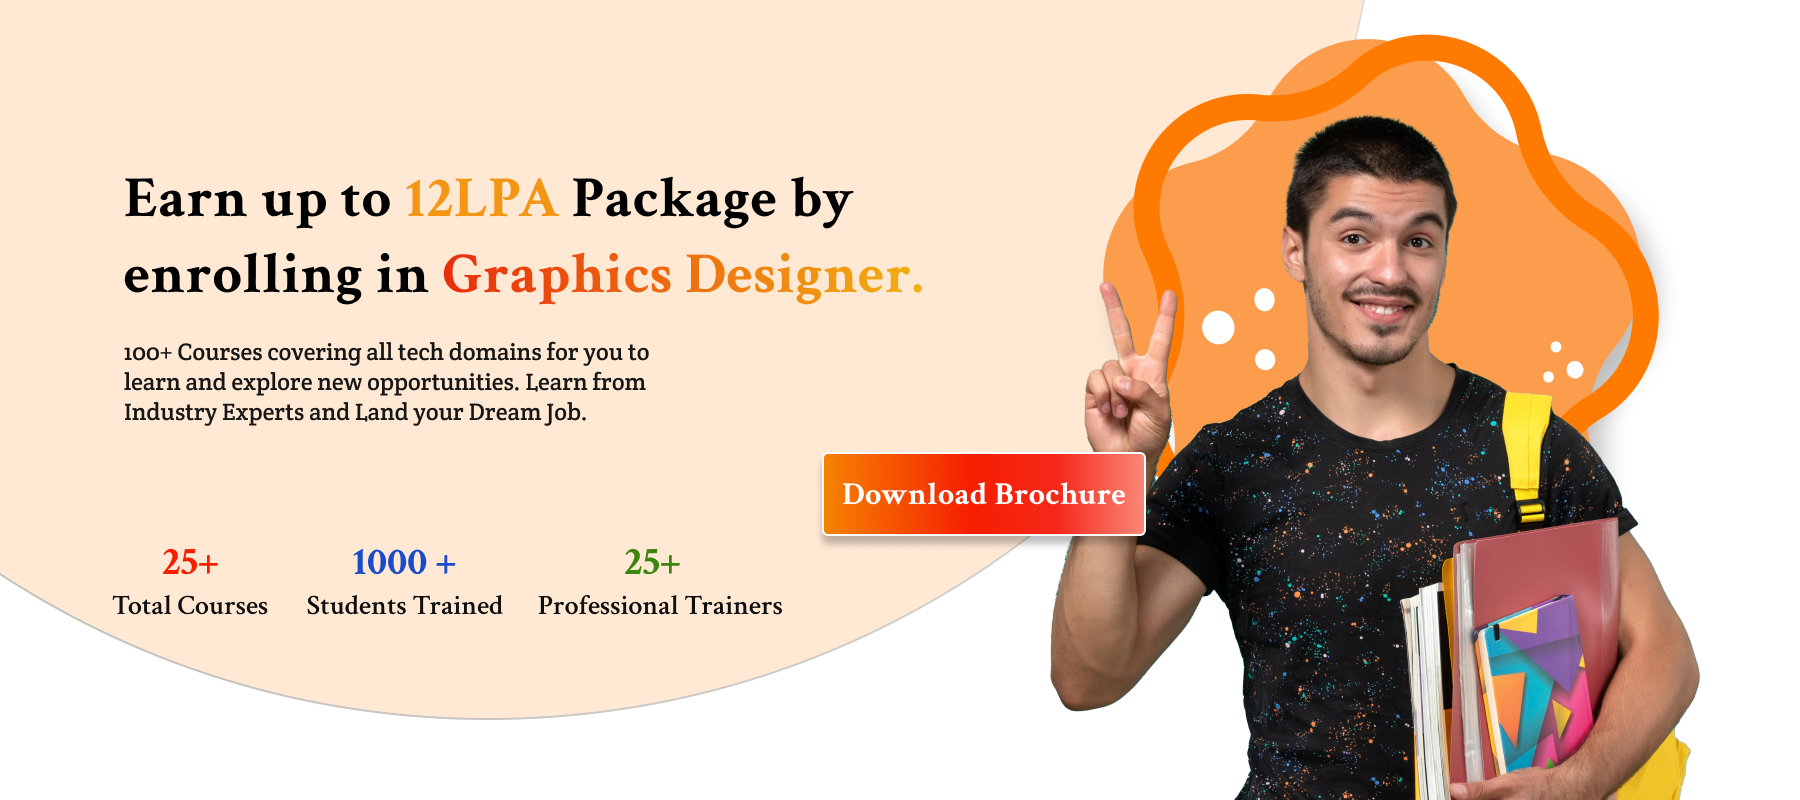 Earn up to 12LPA Package by
enrolling in Graphics Designer.
100+ Courses covering all tech domains for you to
learn and explore new opportunities. Learn from
Industry Experts and Land your Dream Job.
Download Brochure
25+
Total Courses
1000 +
Students Trained
25+
Professional Trainers